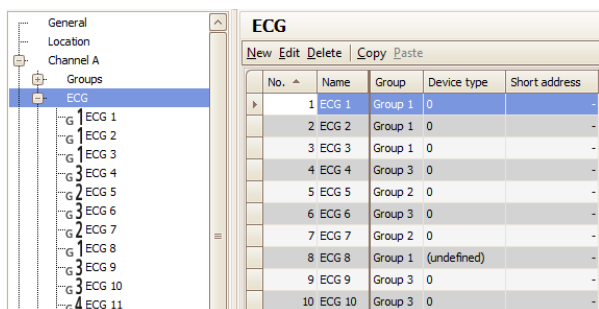 General
Location
Channel A
Groups
ECG
G 1 ECG 1
G 1 ECG 2
G 1 ECG 3
G 3 ECG 4
G 2 ECG 5
G 3 ECG 6
G 2 ECG 7
G 1 ECG 8
G 3 ECG 9
G 3 ECG 10
G 4 ECG 11
ECG
New Edit Delete Copy Paste
No. Name Group Device type Short address
1 ECG 1 Group 1 0 -
2 ECG 2 Group 1 0 -
3 ECG 3 Group 1 0 -
4 ECG 4 Group 3 0 -
5 ECG 5 Group 2 0 -
6 ECG 6 Group 3 0 -
7 ECG 7 Group 2 0 -
8 ECG 8 Group 1 (undefined) -
9 ECG 9 Group 3 0 -
10 ECG 10 Group 3 0 -